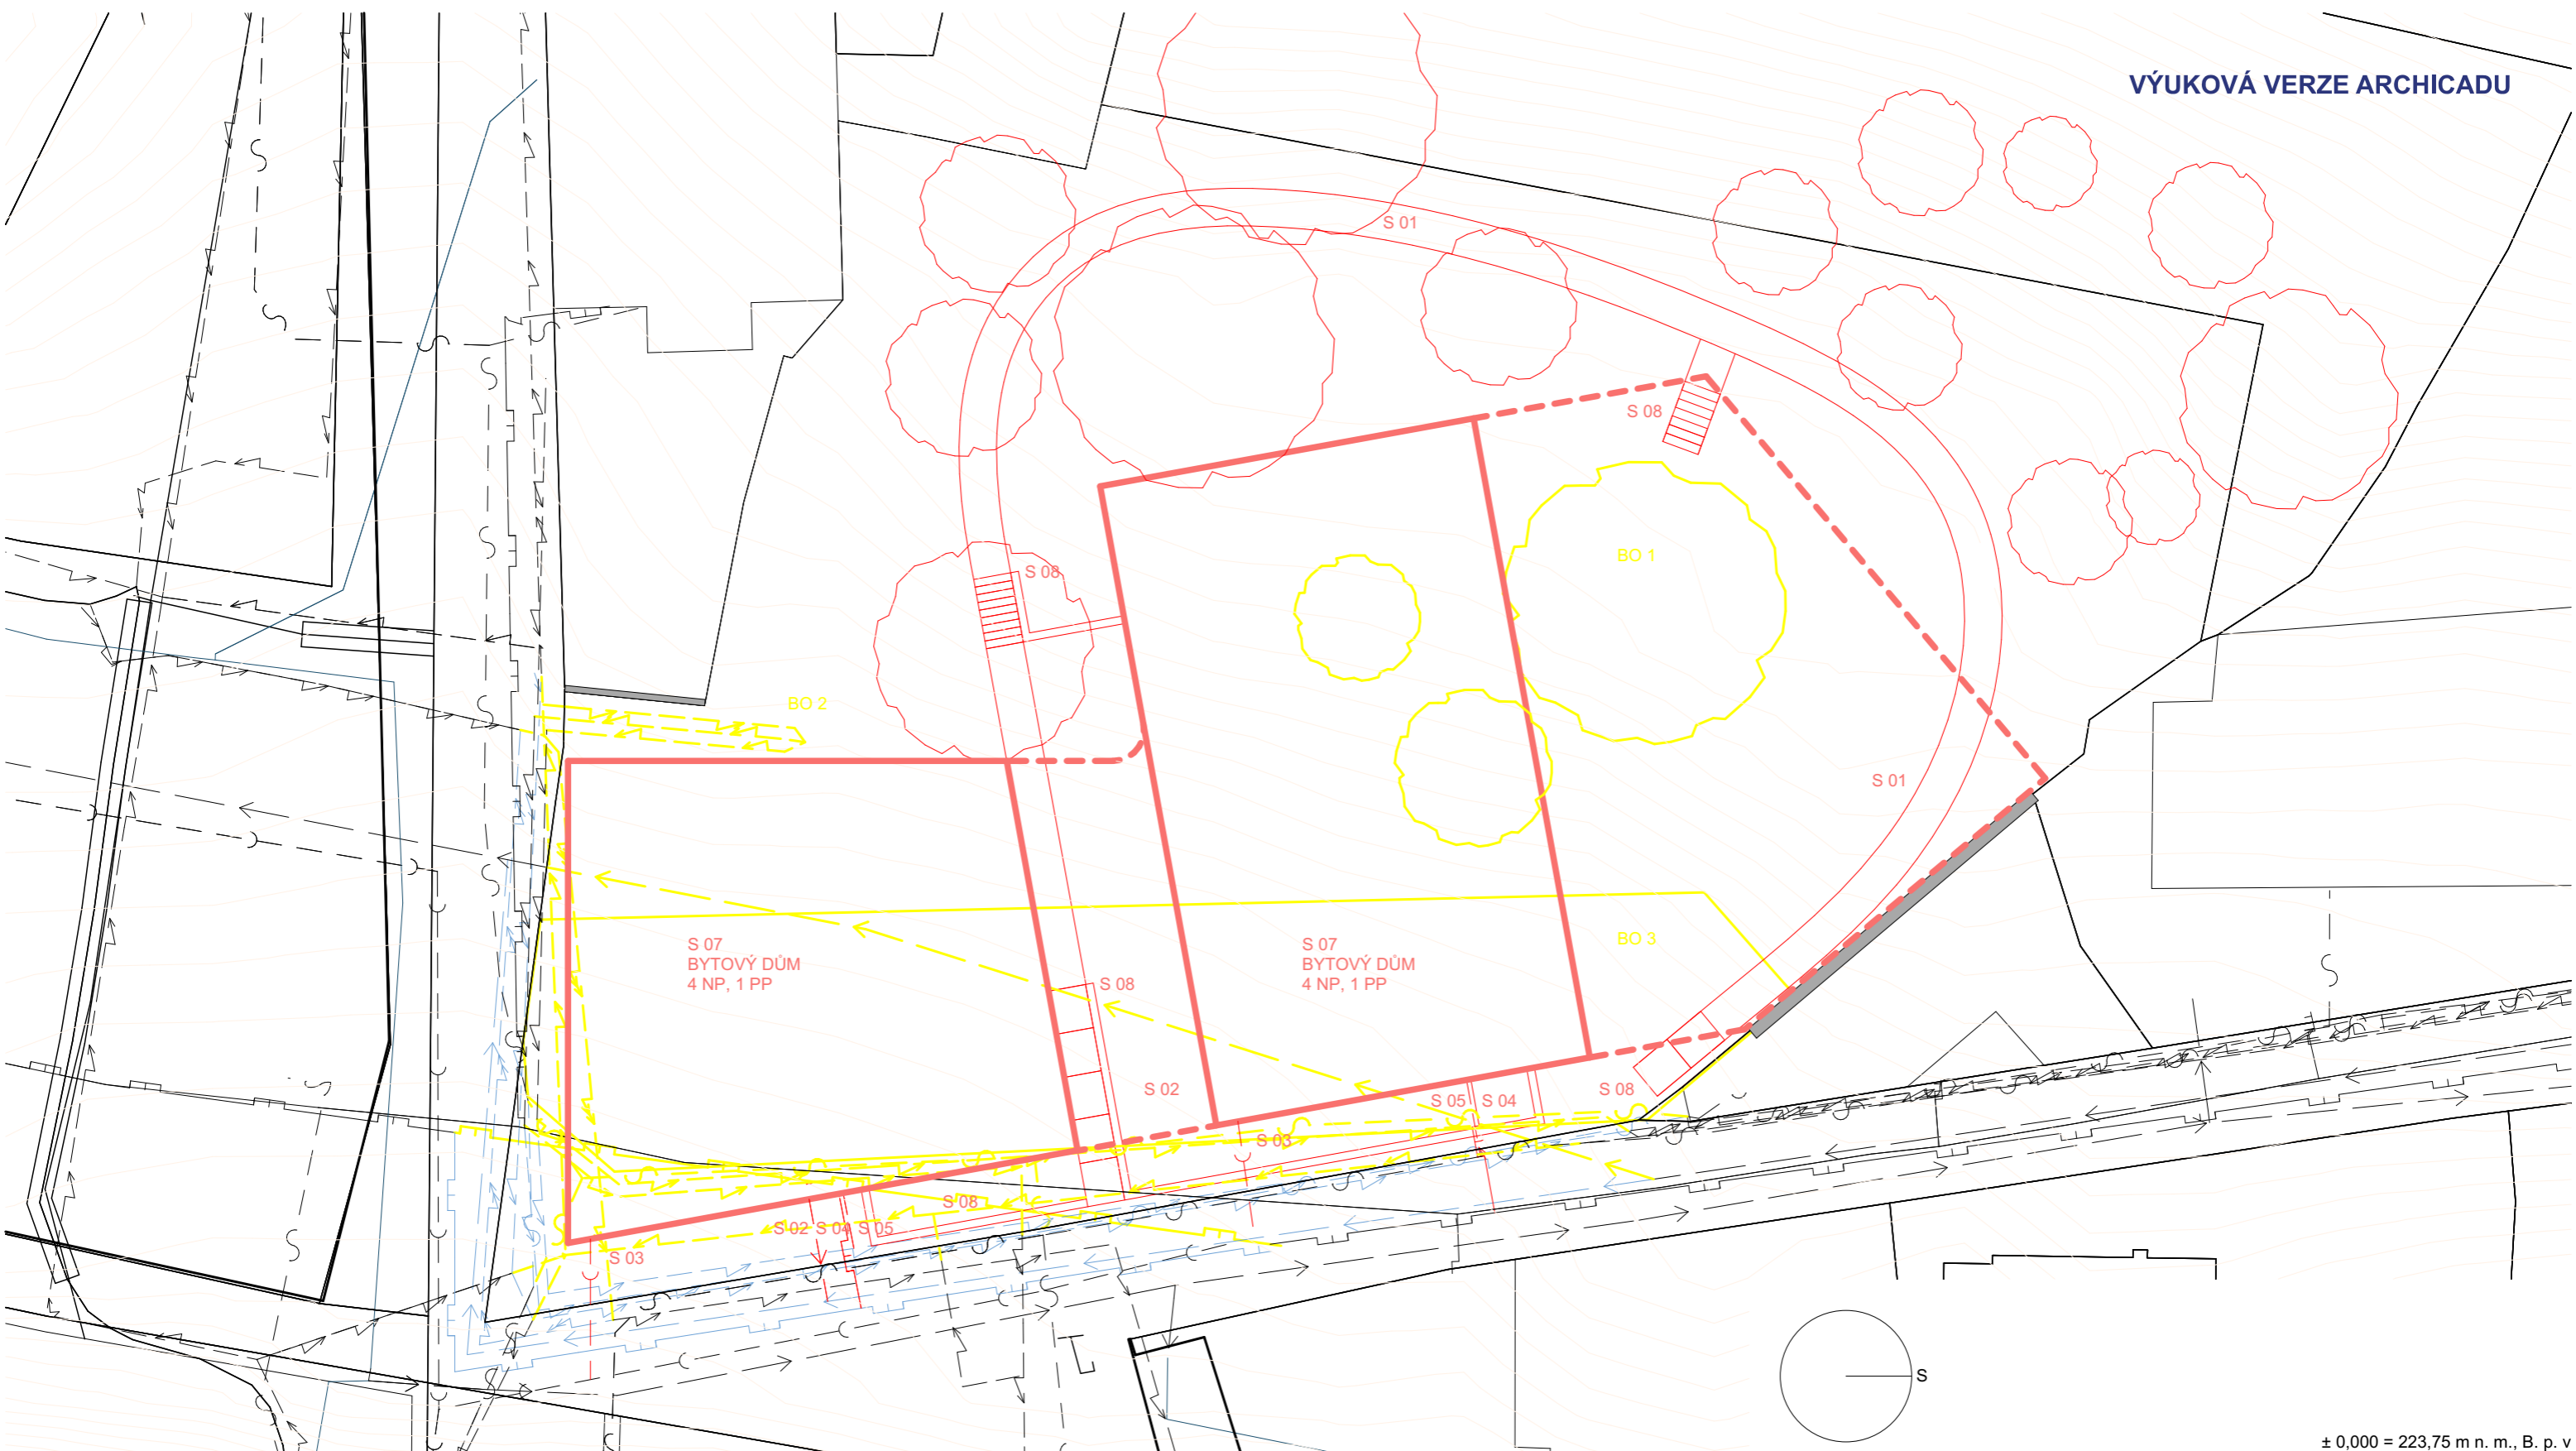 VÝUKOVÁ VERZE ARCHICADU
S 01
S 08
BO 1
S 08
BO 2
S 01
S 07
BYTOVÝ DŮM
4 NP, 1 PP
S 07
BYTOVÝ DŮM
4 NP, 1 PP
BO 3
S 08
S 02
S 05
S 04
S 08
S 03
S 08
S 02
S 04
S 05
S 03
S
± 0,000 = 223,75 m n. m., B. p. v